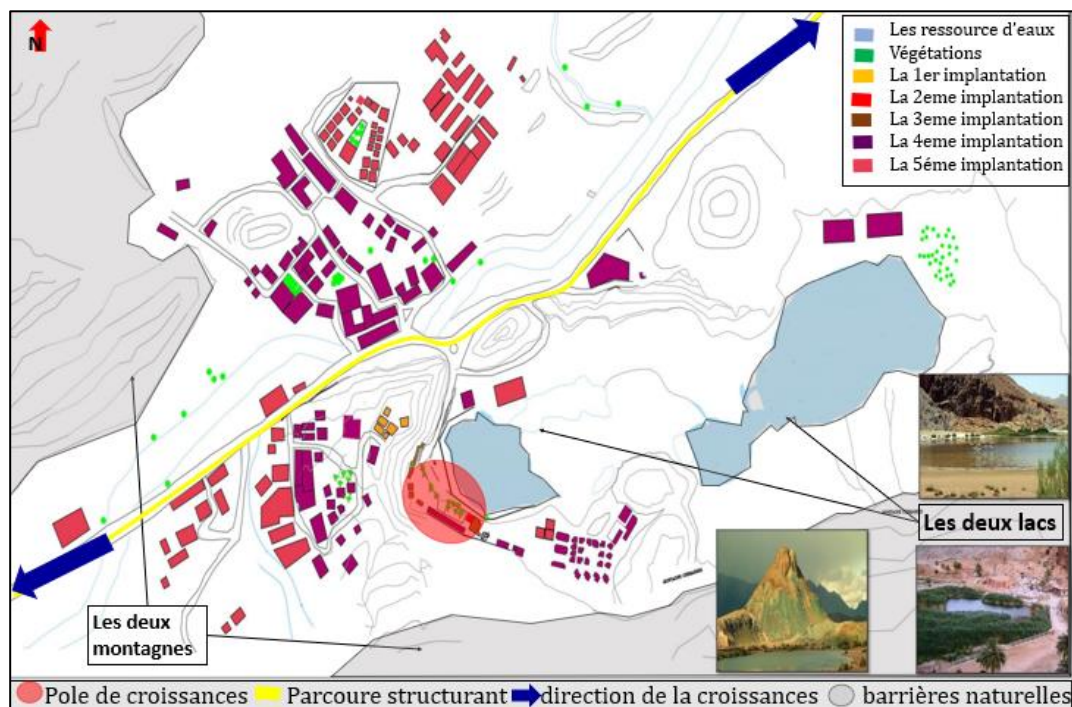 N
Les ressource d'eaux
Végétations
La 1er implantation
La 2eme implantation
La 3eme implantation
La 4eme implantation
La 5éme implantation
Les deux lacs
Les deux
montagnes
Pole de croissances
Parcoure structurant
direction de la croissances
barrières naturelles